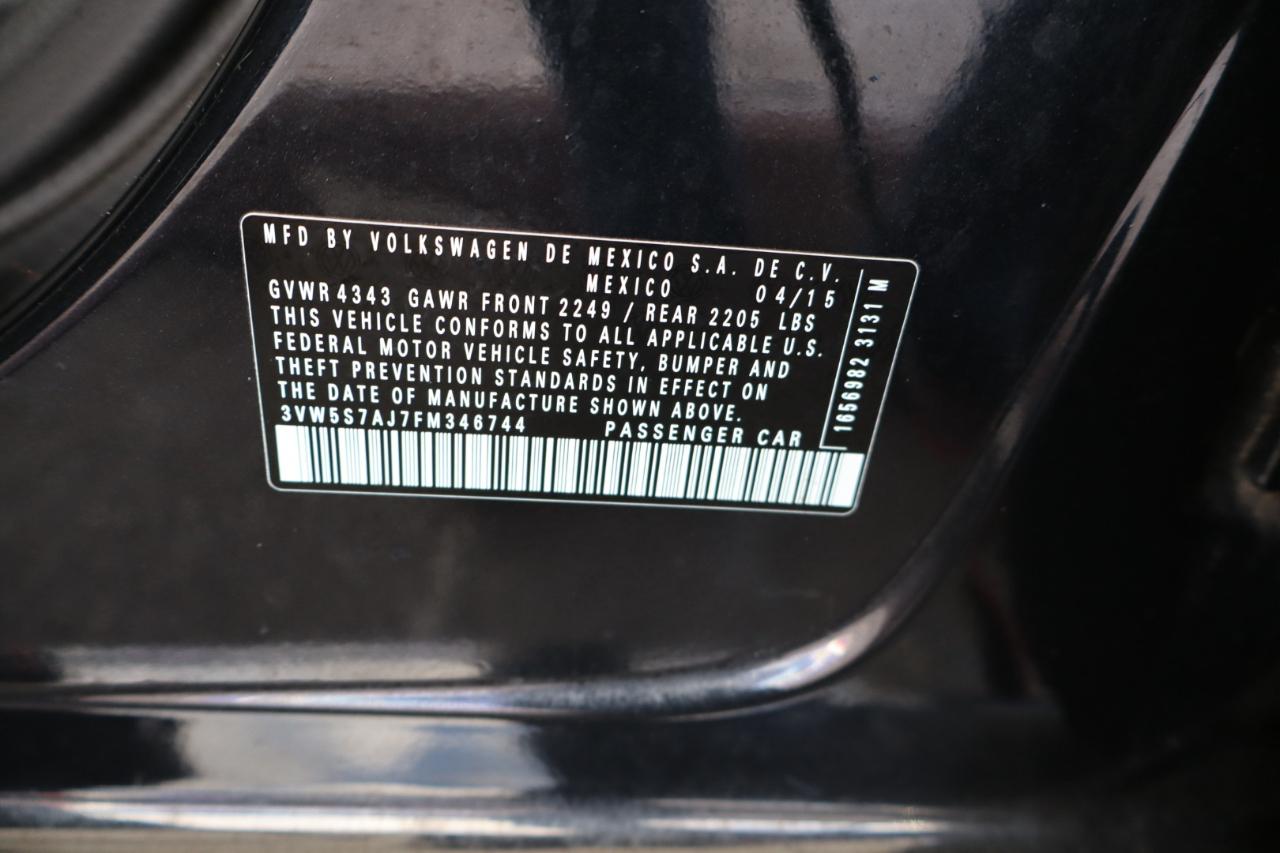 MFD BY VOLKSWAGEN DE MEXICO S.A. DE C.V.
MEXICO 04/15
GVWR 4343 GAWR FRONT 2249 / REAR 2205 LBS
THIS VEHICLE CONFORMS TO ALL APPLICABLE U.S.
FEDERAL MOTOR VEHICLE SAFETY, BUMPER AND
THEFT PREVENTION STANDARDS IN EFFECT ON
THE DATE OF MANUFACTURE SHOWN ABOVE.
3VW5S7AJ7FM346744 PASSENGER CAR
1656982 3131 M